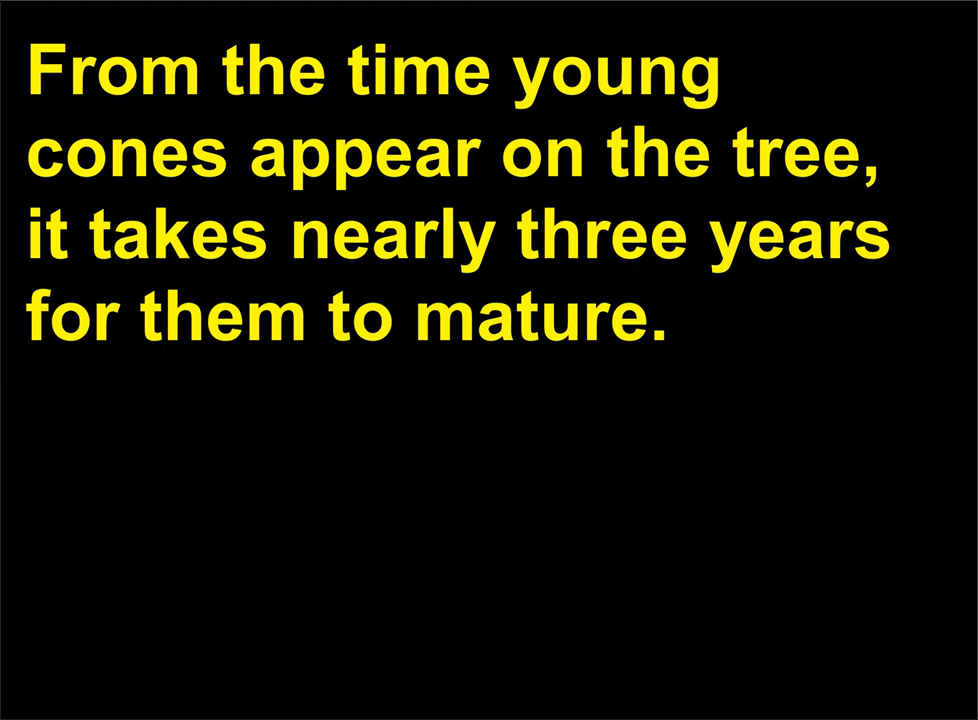 From the time young
cones appear on the tree,
it takes nearly three years
for them to mature.